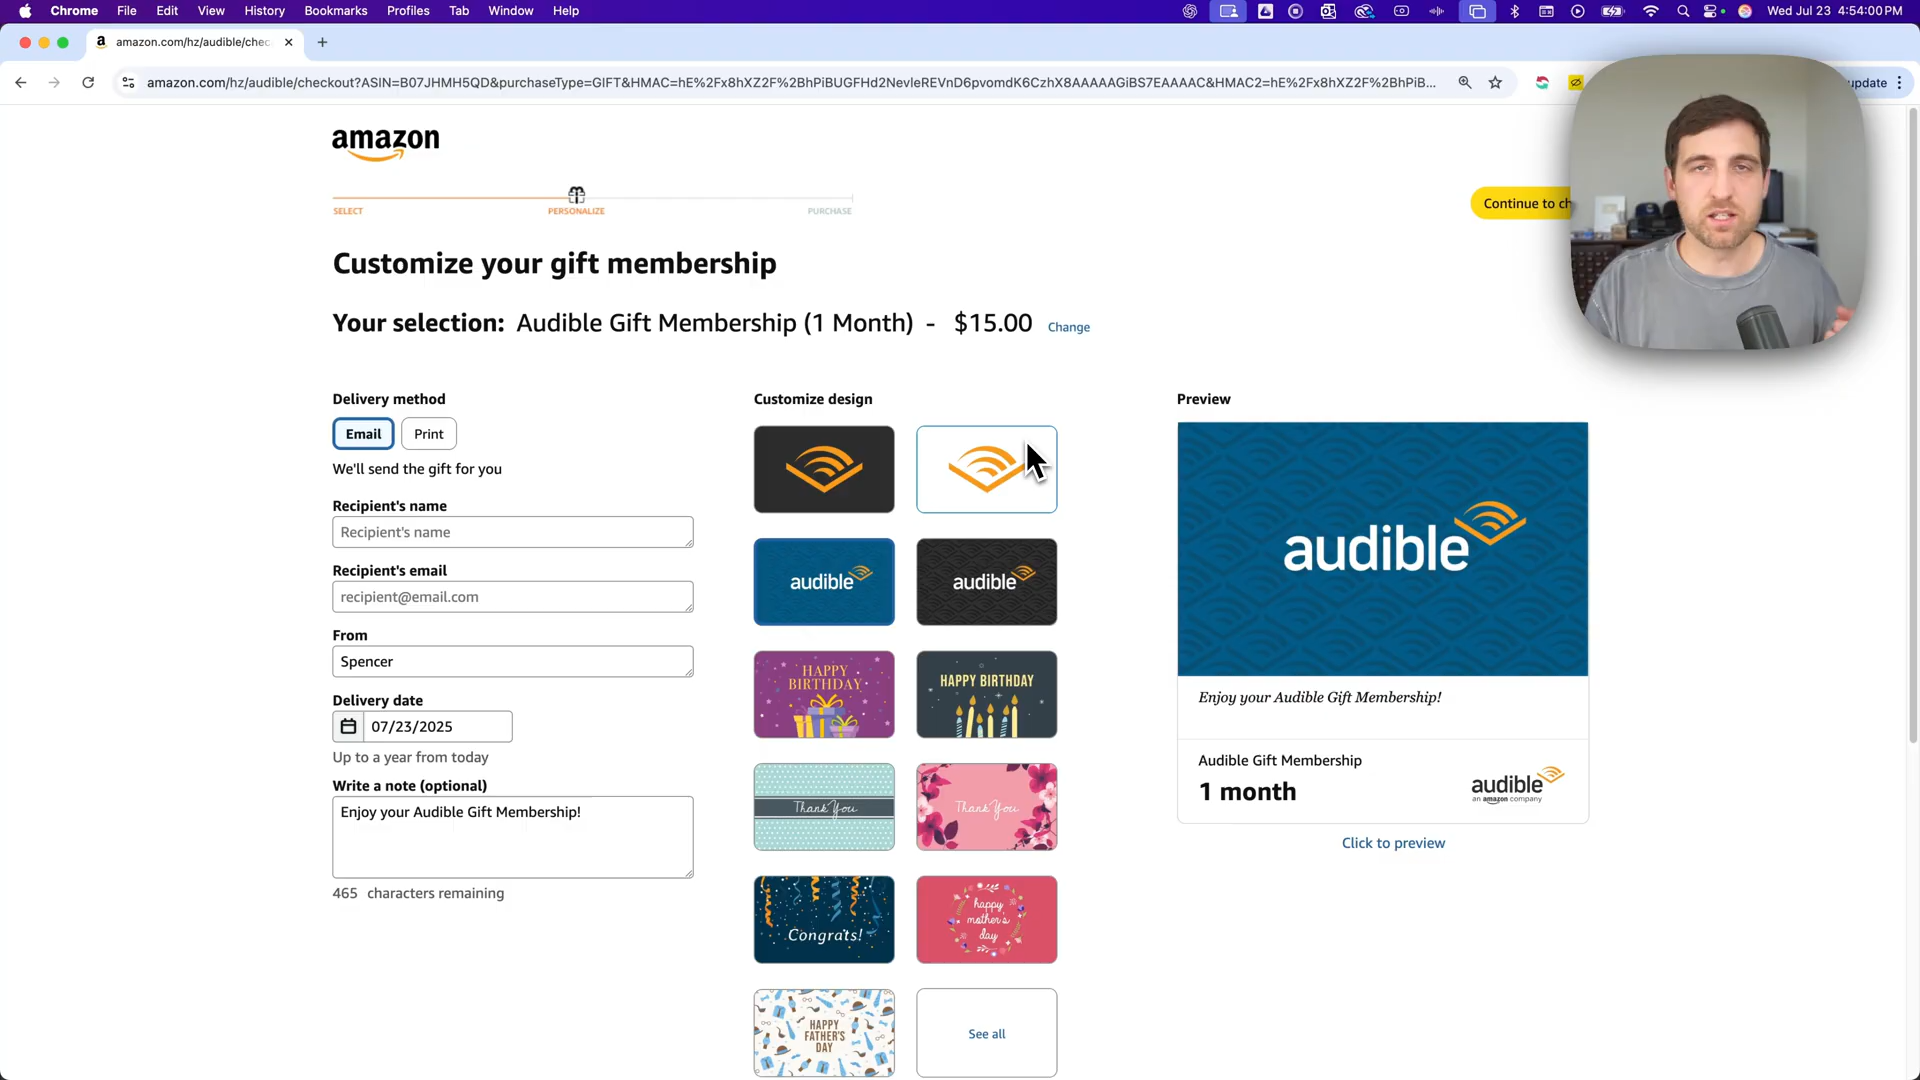 Chrome File Edit View History Bookmarks Profiles Tab Window Help Wed Jul 23 4:54:00 PM
amazon.com/hz/audible/chec
amazon.com/hz/audible/checkout?ASIN=B07JHMH5QD&purchaseType=GIFT&HMAC=hE%2Fx8hXZ2F%2BhPiBUGFHd2NevleREVnD6pvomdK6CzhX8AAAAAGiBS7EAAAAC&HMAC2=hE%2Fx8hXZ2F%2BhPiB... update
amazon
SELECT PERSONALIZE PURCHASE
Continue to ch
Customize your gift membership
Your selection: Audible Gift Membership (1 Month) - $15.00 Change
Delivery method
Email Print
We'll send the gift for you
Recipient's name
Recipient's name
Recipient's email
recipient@email.com
From
Spencer
Delivery date
07/23/2025
Up to a year from today
Write a note (optional)
Enjoy your Audible Gift Membership!
465 characters remaining
Customize design
audible
audible
HAPPY
BIRTHDAY
HAPPY BIRTHDAY
Thank You
Thank You
Congrats!
happy
mother's
day
HAPPY
FATHER'S
DAY
See all
Preview
audible
Enjoy your Audible Gift Membership!
Audible Gift Membership
1 month
audible
an amazon company
Click to preview